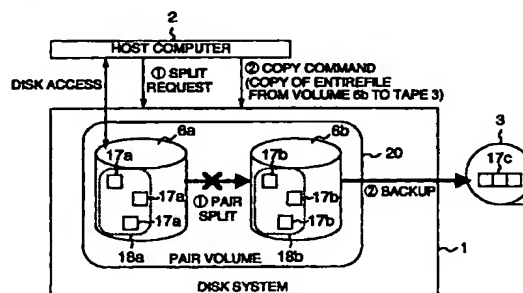 2
HOST COMPUTER
DISK ACCESS
① SPLIT
REQUEST
② COPY COMMAND
(COPY OF ENTIREFILE
FROM VOLUME 6b TO TAPE 3)
6a
6b
20
3
17a
17b
17c
17a
17b
① PAIR
SPLIT
② BACKUP
17a
17b
18a
PAIR VOLUME
18b
1
DISK SYSTEM